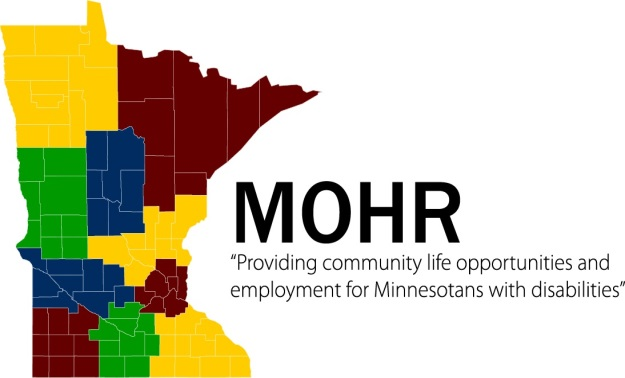 MOHR
“Providing community life opportunities and
employment for Minnesotans with disabilities”